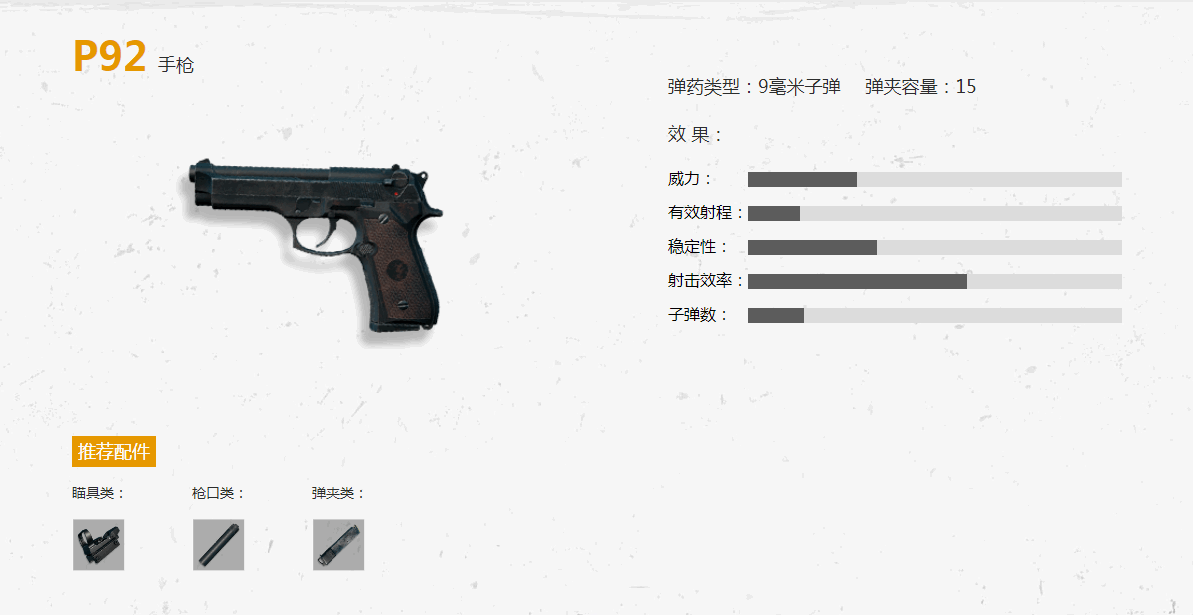 P92 手枪
弹药类型：9毫米子弹 弹夹容量：15
效 果：
威力：
有效射程：
稳定性：
射击效率：
子弹数：
推荐配件
瞄具类： 枪口类： 弹夹类：